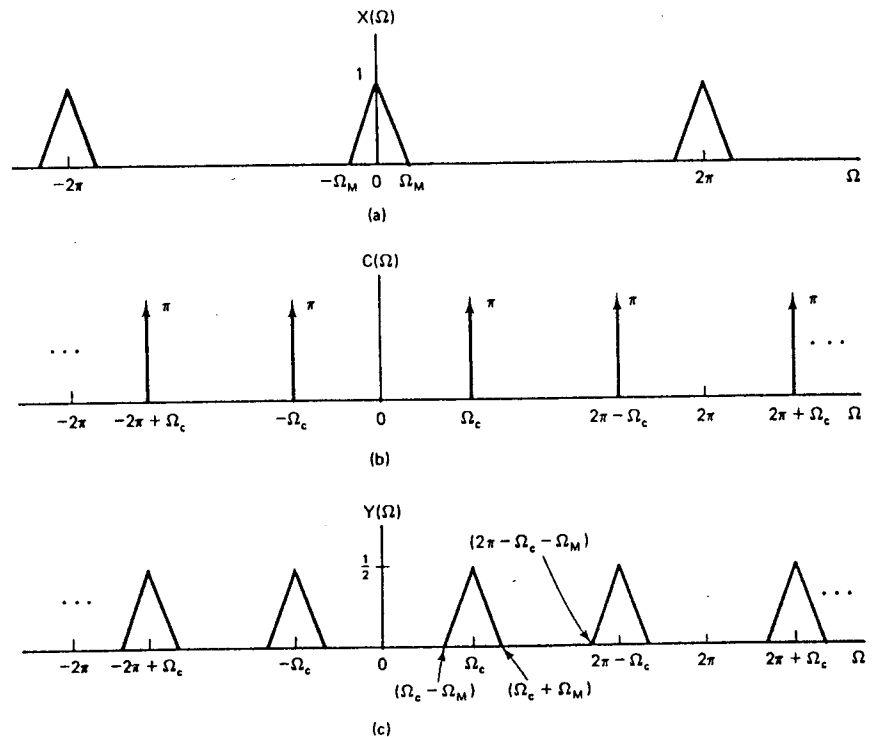 X(Ω)
1
−2π −Ω_M 0 Ω_M 2π Ω
(a)
C(Ω)
π π π π π
... ...
−2π −2π + Ω_c −Ω_c 0 Ω_c 2π − Ω_c 2π 2π + Ω_c Ω
(b)
Y(Ω)
(2π − Ω_c − Ω_M)
1/2
... ...
−2π −2π + Ω_c −Ω_c 0 Ω_c 2π − Ω_c 2π 2π + Ω_c Ω
(Ω_c − Ω_M) (Ω_c + Ω_M)
(c)